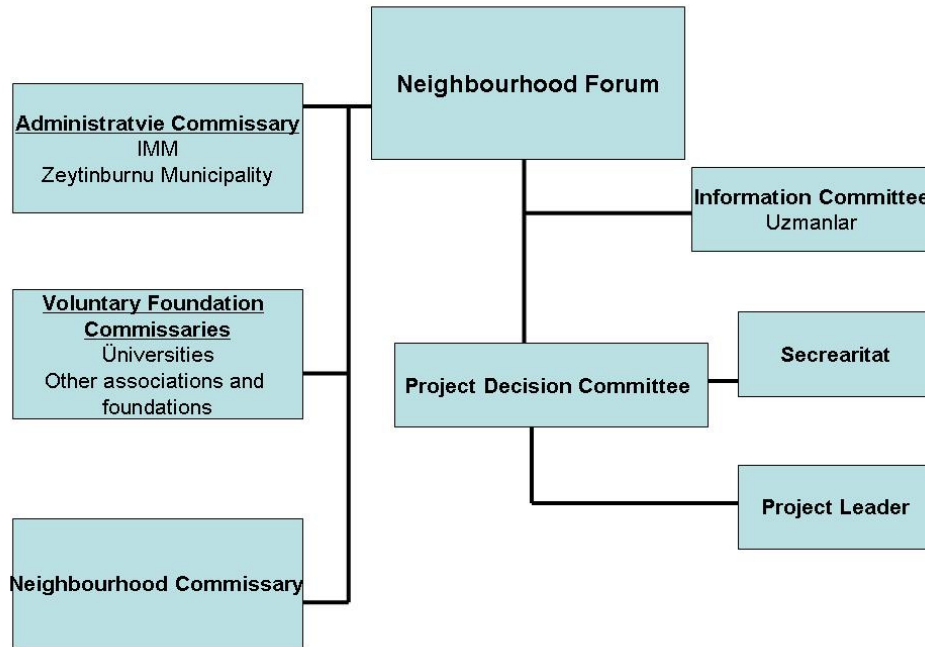 Neighbourhood Forum
Administratvie Commissary
IMM
Zeytinburnu Municipality
Information Committee
Uzmanlar
Voluntary Foundation
Commissaries
Üniversities
Other associations and
foundations
Project Decision Committee
Secrearitat
Project Leader
Neighbourhood Commissary